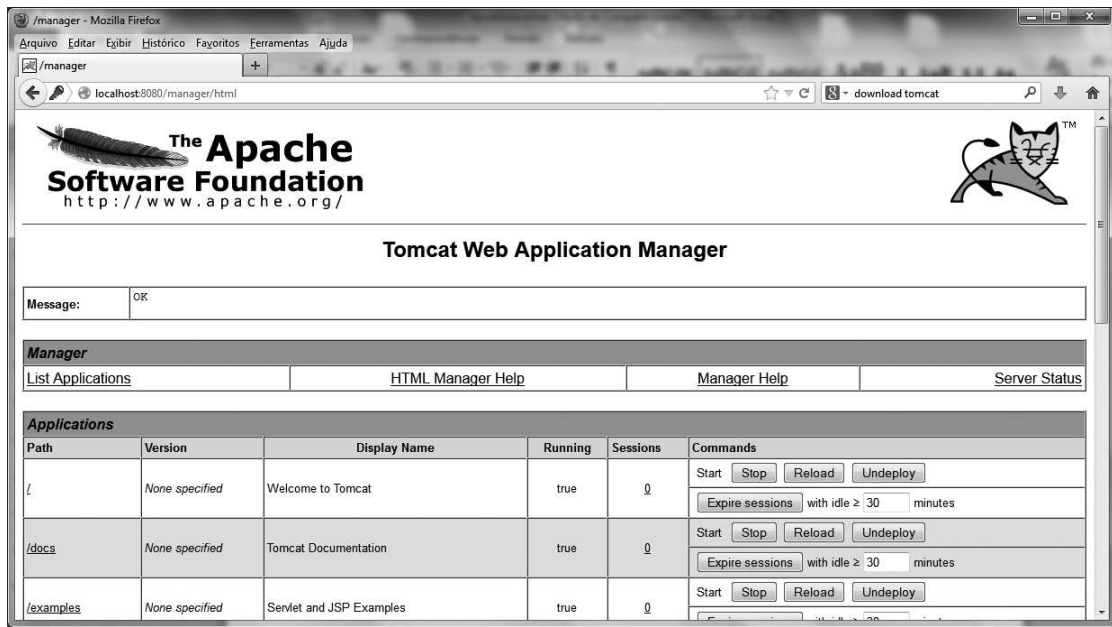 /manager - Mozilla Firefox
Arquivo Editar Exibir Histórico Favoritos Ferramentas Ajuda
/manager +
localhost:8080/manager/html 8 download tomcat
The Apache
Software Foundation
http://www.apache.org/
TM
Tomcat Web Application Manager
Message: OK
Manager
List Applications HTML Manager Help Manager Help Server Status
Applications
Path Version Display Name Running Sessions Commands
/ None specified Welcome to Tomcat true 0 Start Stop Reload Undeploy
Expire sessions with idle ≥ 30 minutes
/docs None specified Tomcat Documentation true 0 Start Stop Reload Undeploy
Expire sessions with idle ≥ 30 minutes
/examples None specified Servlet and JSP Examples true 0 Start Stop Reload Undeploy